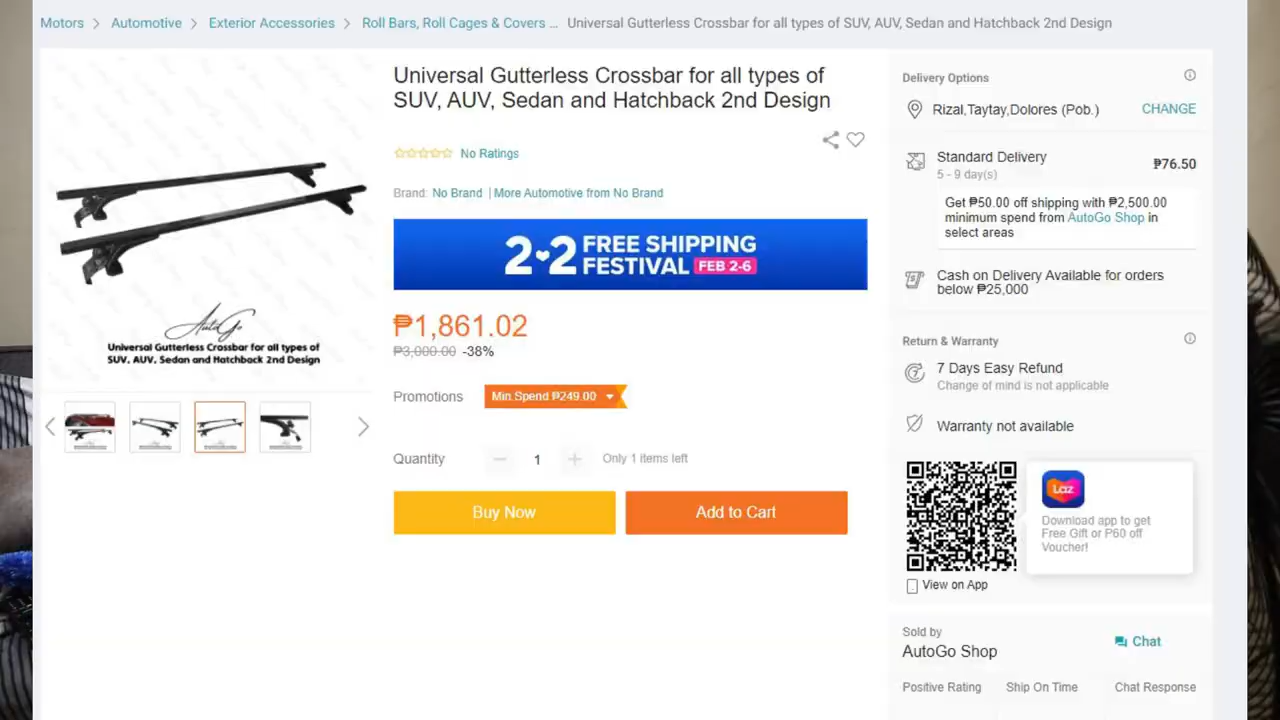 Motors > Automotive > Exterior Accessories > Roll Bars, Roll Cages & Covers ... Universal Gutterless Crossbar for all types of SUV, AUV, Sedan and Hatchback 2nd Design
AutoGo
Universal Gutterless Crossbar for all types of
SUV, AUV, Sedan and Hatchback 2nd Design
Universal Gutterless Crossbar for all types of
SUV, AUV, Sedan and Hatchback 2nd Design
No Ratings
Brand: No Brand | More Automotive from No Brand
2.2 FREE SHIPPING
FESTIVAL FEB 2-6
₱1,861.02
₱3,000.00 -38%
Promotions Min.Spend ₱249.00
Quantity 1 Only 1 items left
Buy Now Add to Cart
Delivery Options
Rizal,Taytay,Dolores (Pob.) CHANGE
Standard Delivery ₱76.50
5 - 9 day(s)
Get ₱50.00 off shipping with ₱2,500.00
minimum spend from AutoGo Shop in
select areas
Cash on Delivery Available for orders
below ₱25,000
Return & Warranty
7 Days Easy Refund
Change of mind is not applicable
Warranty not available
Laz
Download app to get
Free Gift or P60 off
Voucher!
View on App
Sold by
AutoGo Shop
Chat
Positive Rating Ship On Time Chat Response